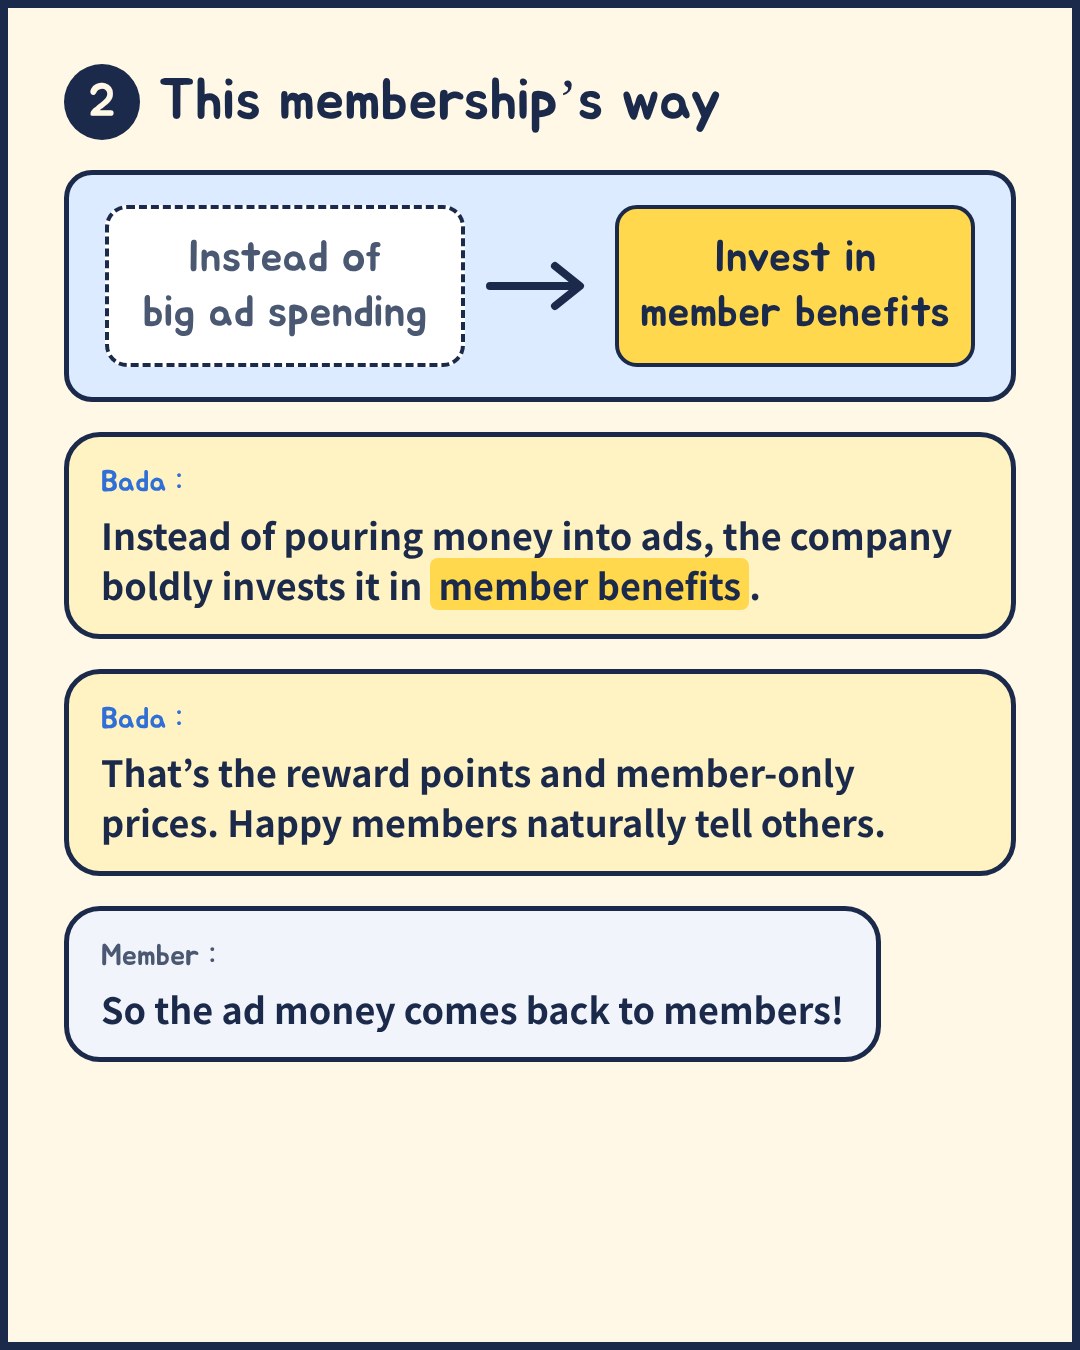 2 This membership’s way
Instead of
big ad spending
Invest in
member benefits
Bada :
Instead of pouring money into ads, the company
boldly invests it in member benefits.
Bada :
That’s the reward points and member-only
prices. Happy members naturally tell others.
Member :
So the ad money comes back to members!